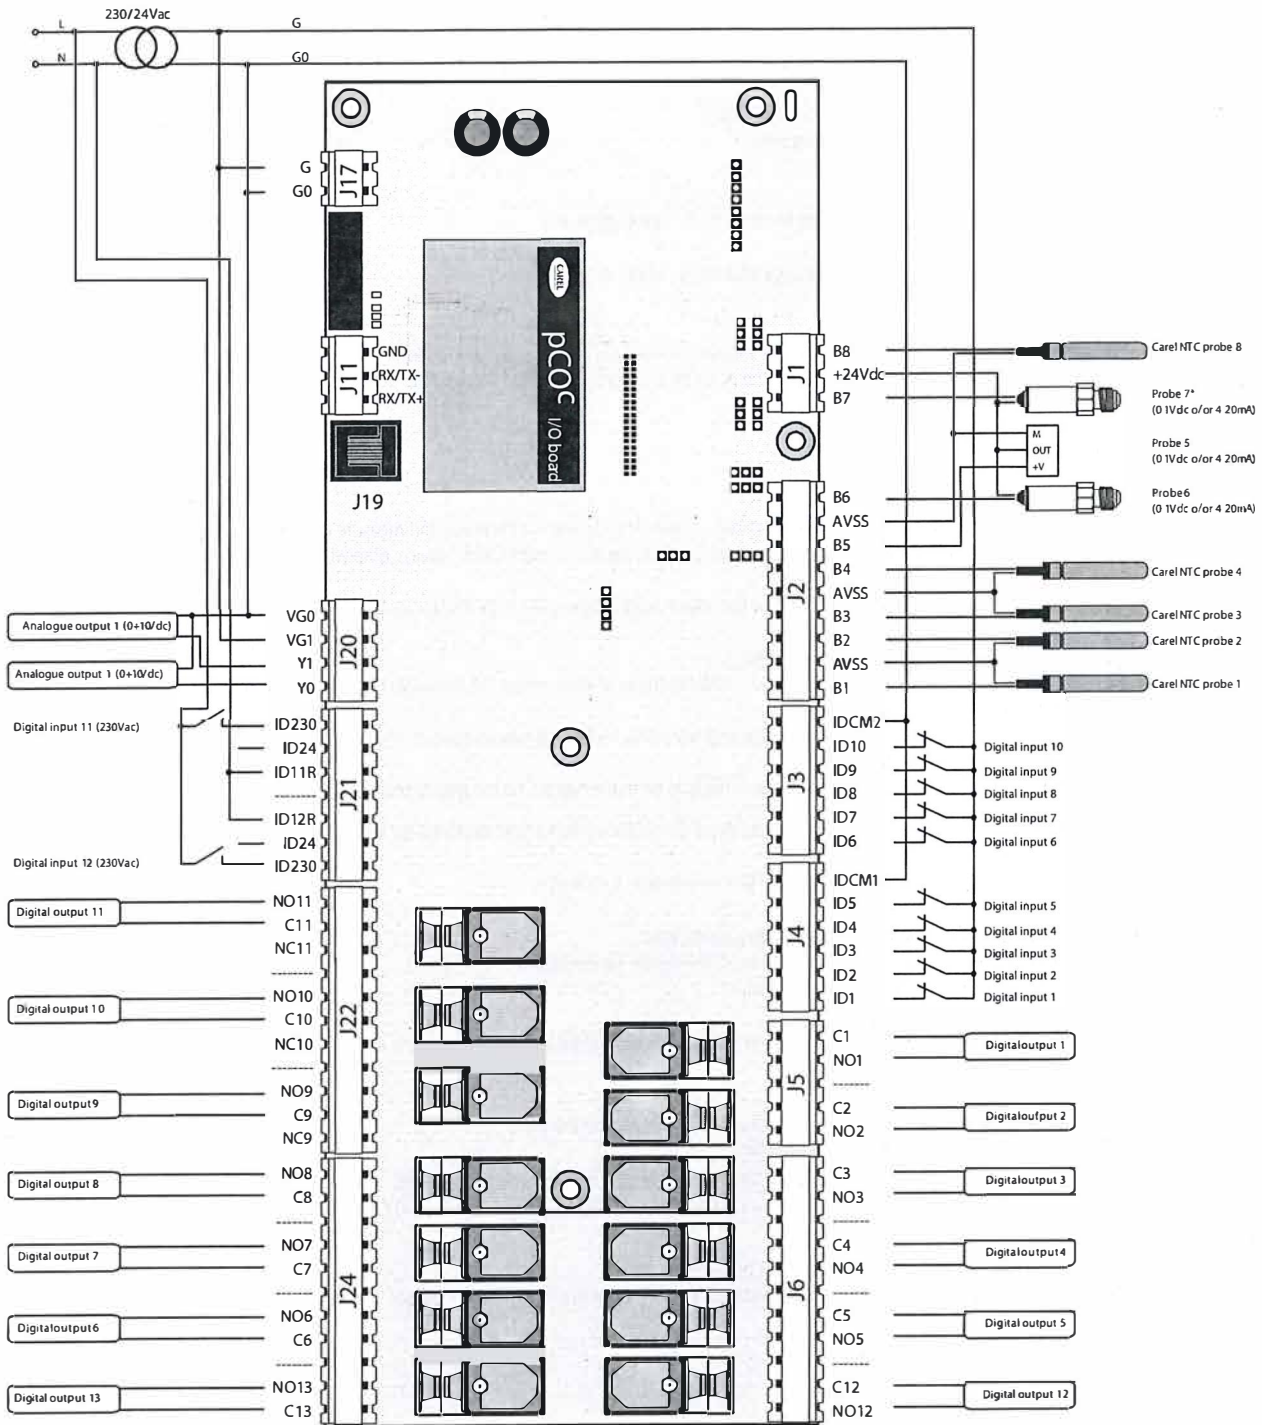 230/24Vac
L
G
N
G0
G
G0
J17
CAREL
pCOC I/O board
J11
GND
RX/TX-
RX/TX+
J19
J1
B8
+24Vdc
B7
Carel NTC probe 8
Probe 7*
(0 1Vdc o/or 4 20mA)
M
OUT
+V
Probe 5
(0 1Vdc o/or 4 20mA)
Probe6
(0 1Vdc o/or 4 20mA)
J2
B6
AVSS
B5
B4
AVSS
B3
B2
AVSS
B1
Carel NTC probe 4
Carel NTC probe 3
Carel NTC probe 2
Carel NTC probe 1
Analogue output 1 (0+10/dc)
Analogue output 1 (0+10/dc)
VG0
VG1
Y1
Y0
J20
Digital input 11 (230Vac)
Digital input 12 (230Vac)
ID230
ID24
ID11R
--------
ID12R
ID24
ID230
J21
J3
IDCM2
ID10
ID9
ID8
ID7
ID6
Digital input 10
Digital input 9
Digital input 8
Digital input 7
Digital input 6
J4
IDCM1
ID5
ID4
ID3
ID2
ID1
Digital input 5
Digital input 4
Digital input 3
Digital input 2
Digital input 1
Digital output 11
NO11
C11
NC11
--------
Digital output 10
NO10
C10
NC10
--------
Digital output9
NO9
C9
NC9
J22
J5
C1
NO1
Digitaloutput 1
--------
C2
NO2
Digitaloutput 2
Digital output 8
NO8
C8
--------
Digital output 7
NO7
C7
--------
Digitaloutput6
NO6
C6
--------
Digital output 13
NO13
C13
J24
J6
C3
NO3
Digitaloutput 3
--------
C4
NO4
Digitaloutput4
--------
C5
NO5
Digital output 5
--------
C12
NO12
Digital output 12